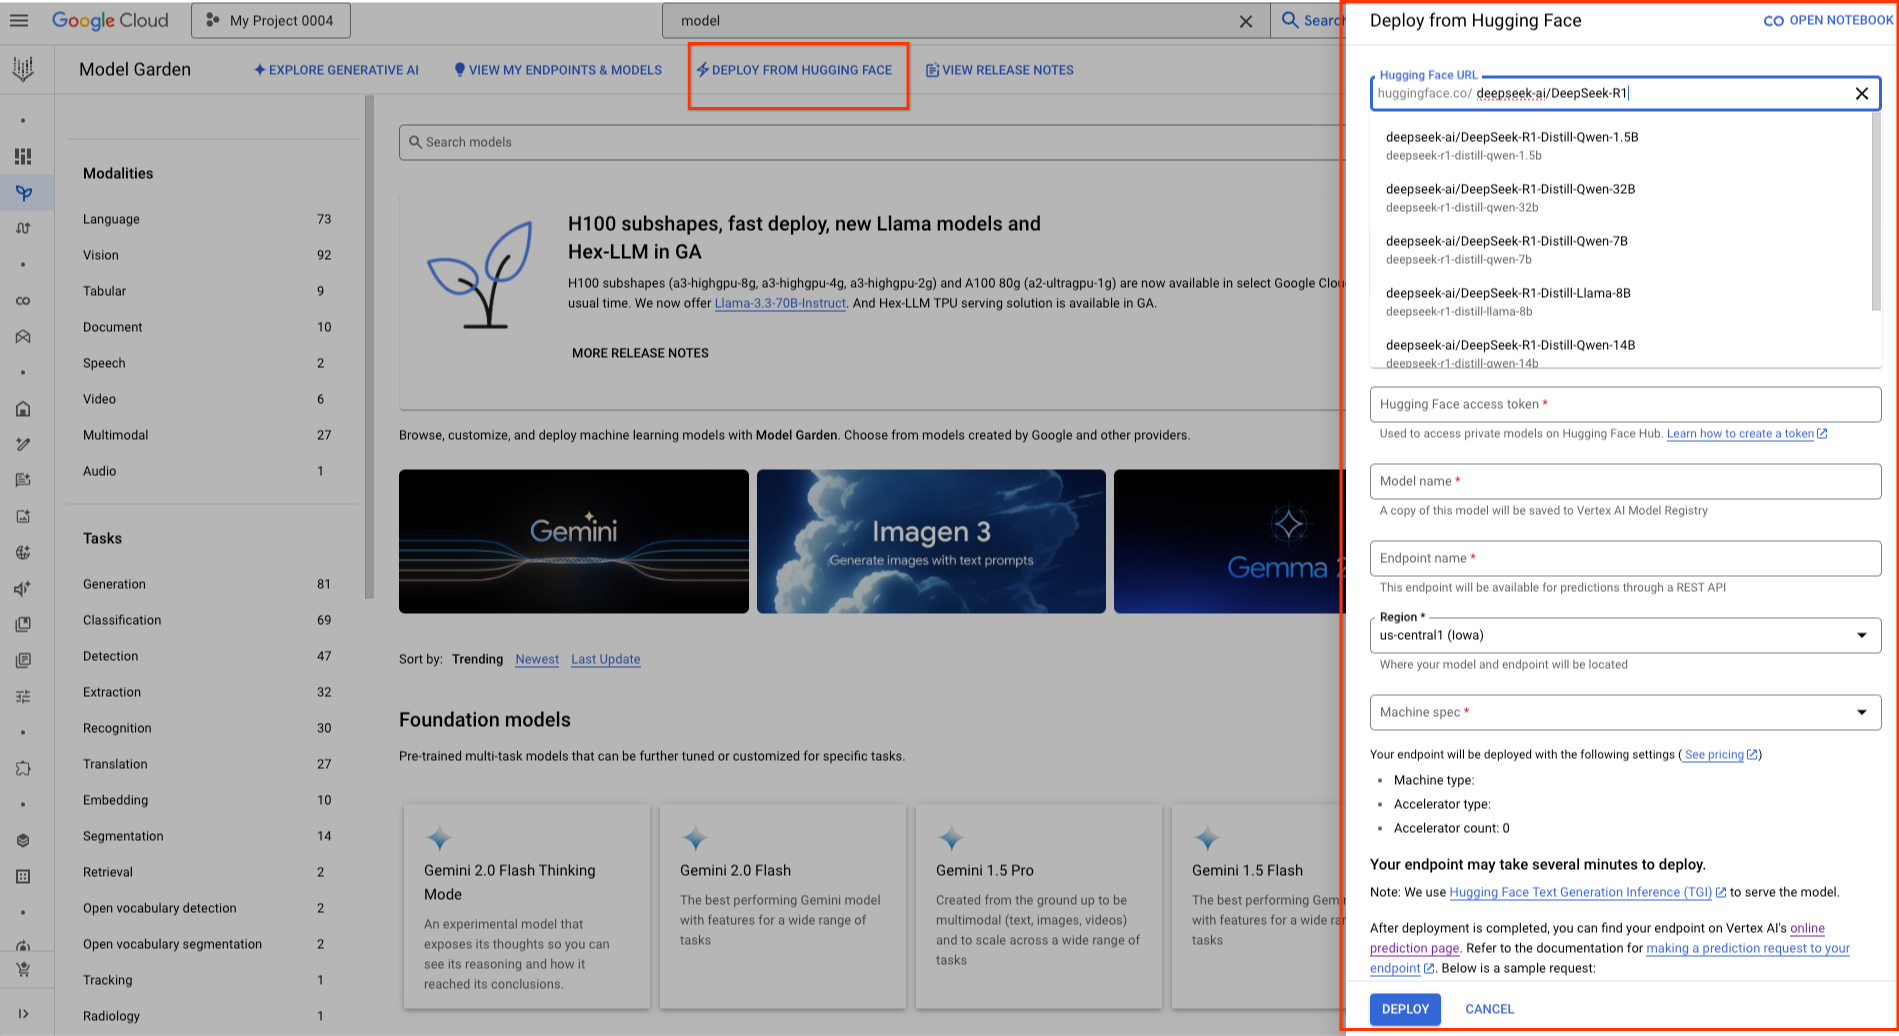 Google Cloud
My Project 0004
model
Search
Model Garden
EXPLORE GENERATIVE AI
VIEW MY ENDPOINTS & MODELS
DEPLOY FROM HUGGING FACE
VIEW RELEASE NOTES
Modalities
Language 73
Vision 92
Tabular 9
Document 10
Speech 2
Video 6
Multimodal 27
Audio 1
Tasks
Generation 81
Classification 69
Detection 47
Extraction 32
Recognition 30
Translation 27
Embedding 10
Segmentation 14
Retrieval 2
Open vocabulary detection 2
Open vocabulary segmentation 2
Tracking 1
Radiology 1
Search models
H100 subshapes, fast deploy, new Llama models and
Hex-LLM in GA
H100 subshapes (a3-highgpu-8g, a3-highgpu-4g, a3-highgpu-2g) and A100 80g (a2-ultragpu-1g) are now available in select Google Clou
usual time. We now offer Llama-3.3-70B-Instruct. And Hex-LLM TPU serving solution is available in GA.
MORE RELEASE NOTES
Browse, customize, and deploy machine learning models with Model Garden. Choose from models created by Google and other providers.
Gemini
Imagen 3
Generate images with text prompts
Gemma 2
Sort by: Trending Newest Last Update
Foundation models
Pre-trained multi-task models that can be further tuned or customized for specific tasks.
Gemini 2.0 Flash Thinking
Mode
An experimental model that
exposes its thoughts so you can
see its reasoning and how it
reached its conclusions.
Gemini 2.0 Flash
The best performing Gemini model
with features for a wide range of
tasks
Gemini 1.5 Pro
Created from the ground up to be
multimodal (text, images, videos)
and to scale across a wide range of
tasks
Gemini 1.5 Flash
The best performing Gem
with features for a wide ra
tasks
Deploy from Hugging Face
OPEN NOTEBOOK
Hugging Face URL
huggingface.co/ deepseek-ai/DeepSeek-R1
deepseek-ai/DeepSeek-R1-Distill-Qwen-1.5B
deepseek-r1-distill-qwen-1.5b
deepseek-ai/DeepSeek-R1-Distill-Qwen-32B
deepseek-r1-distill-qwen-32b
deepseek-ai/DeepSeek-R1-Distill-Qwen-7B
deepseek-r1-distill-qwen-7b
deepseek-ai/DeepSeek-R1-Distill-Llama-8B
deepseek-r1-distill-llama-8b
deepseek-ai/DeepSeek-R1-Distill-Qwen-14B
deepseek-r1-distill-qwen-14b
Hugging Face access token *
Used to access private models on Hugging Face Hub. Learn how to create a token
Model name *
A copy of this model will be saved to Vertex AI Model Registry
Endpoint name *
This endpoint will be available for predictions through a REST API
Region *
us-central1 (Iowa)
Where your model and endpoint will be located
Machine spec *
Your endpoint will be deployed with the following settings ( See pricing )
• Machine type:
• Accelerator type:
• Accelerator count: 0
Your endpoint may take several minutes to deploy.
Note: We use Hugging Face Text Generation Inference (TGI) to serve the model.
After deployment is completed, you can find your endpoint on Vertex AI's online
prediction page. Refer to the documentation for making a prediction request to your
endpoint . Below is a sample request:
DEPLOY
CANCEL